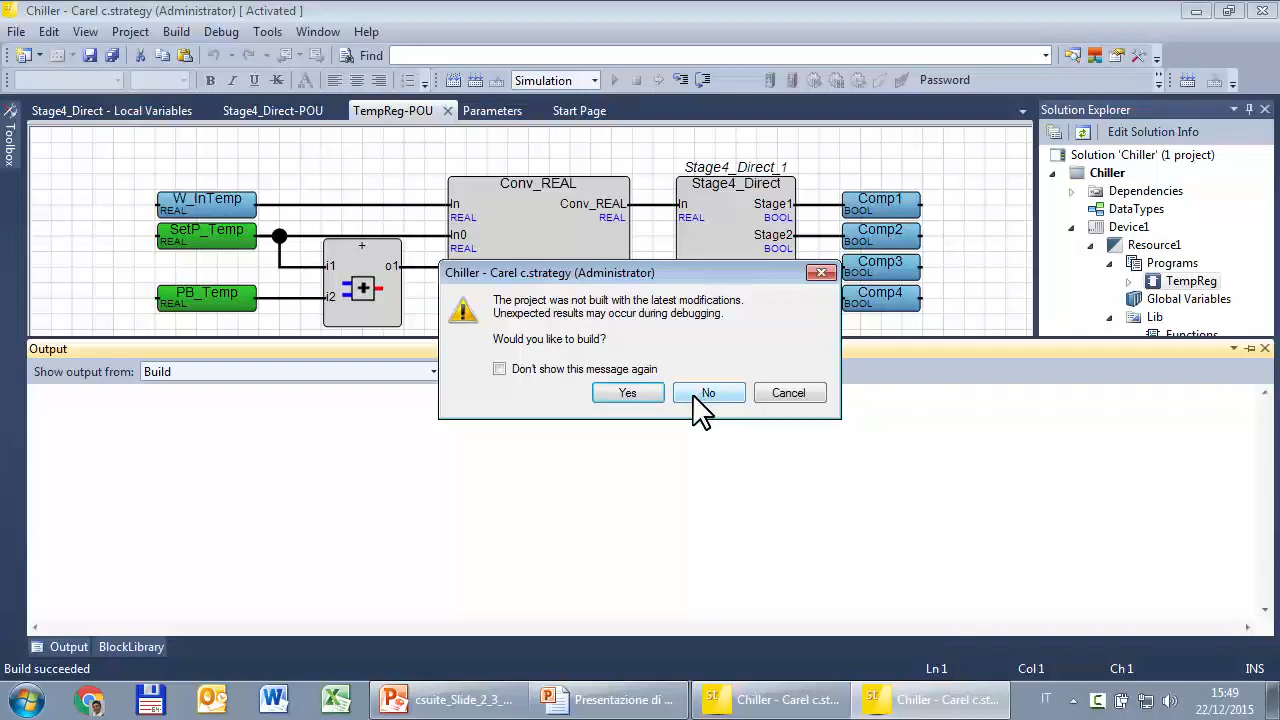 Chiller - Carel c.strategy (Administrator) [ Activated ]
File Edit View Project Build Debug Tools Window Help
Find
B I U S A Simulation Password
Stage4_Direct - Local Variables Stage4_Direct-POU TempReg-POU Parameters Start Page
Solution Explorer
Toolbox
Edit Solution Info
Solution 'Chiller' (1 project)
Chiller
Dependencies
DataTypes
Device1
Resource1
Programs
TempReg
Global Variables
Lib
Functions
Stage4_Direct_1
Conv_REAL
Stage4_Direct
W_InTemp
REAL
In Conv_REAL
REAL REAL
In Stage1
REAL BOOL
Comp1
BOOL
SetP_Temp
REAL
In0
REAL
Stage2
BOOL
Comp2
BOOL
+
i1 o1
i2
PB_Temp
REAL
Comp3
BOOL
Comp4
BOOL
Chiller - Carel c.strategy (Administrator)
The project was not built with the latest modifications.
Unexpected results may occur during debugging.
Would you like to build?
Don't show this message again
Yes No Cancel
Output
Show output from: Build
Output BlockLibrary
Build succeeded Ln 1 Col 1 Ch 1 INS
csuite_Slide_2_3_... Presentazione di ... Chiller - Carel c.st... Chiller - Carel c.st... IT 15:49
22/12/2015